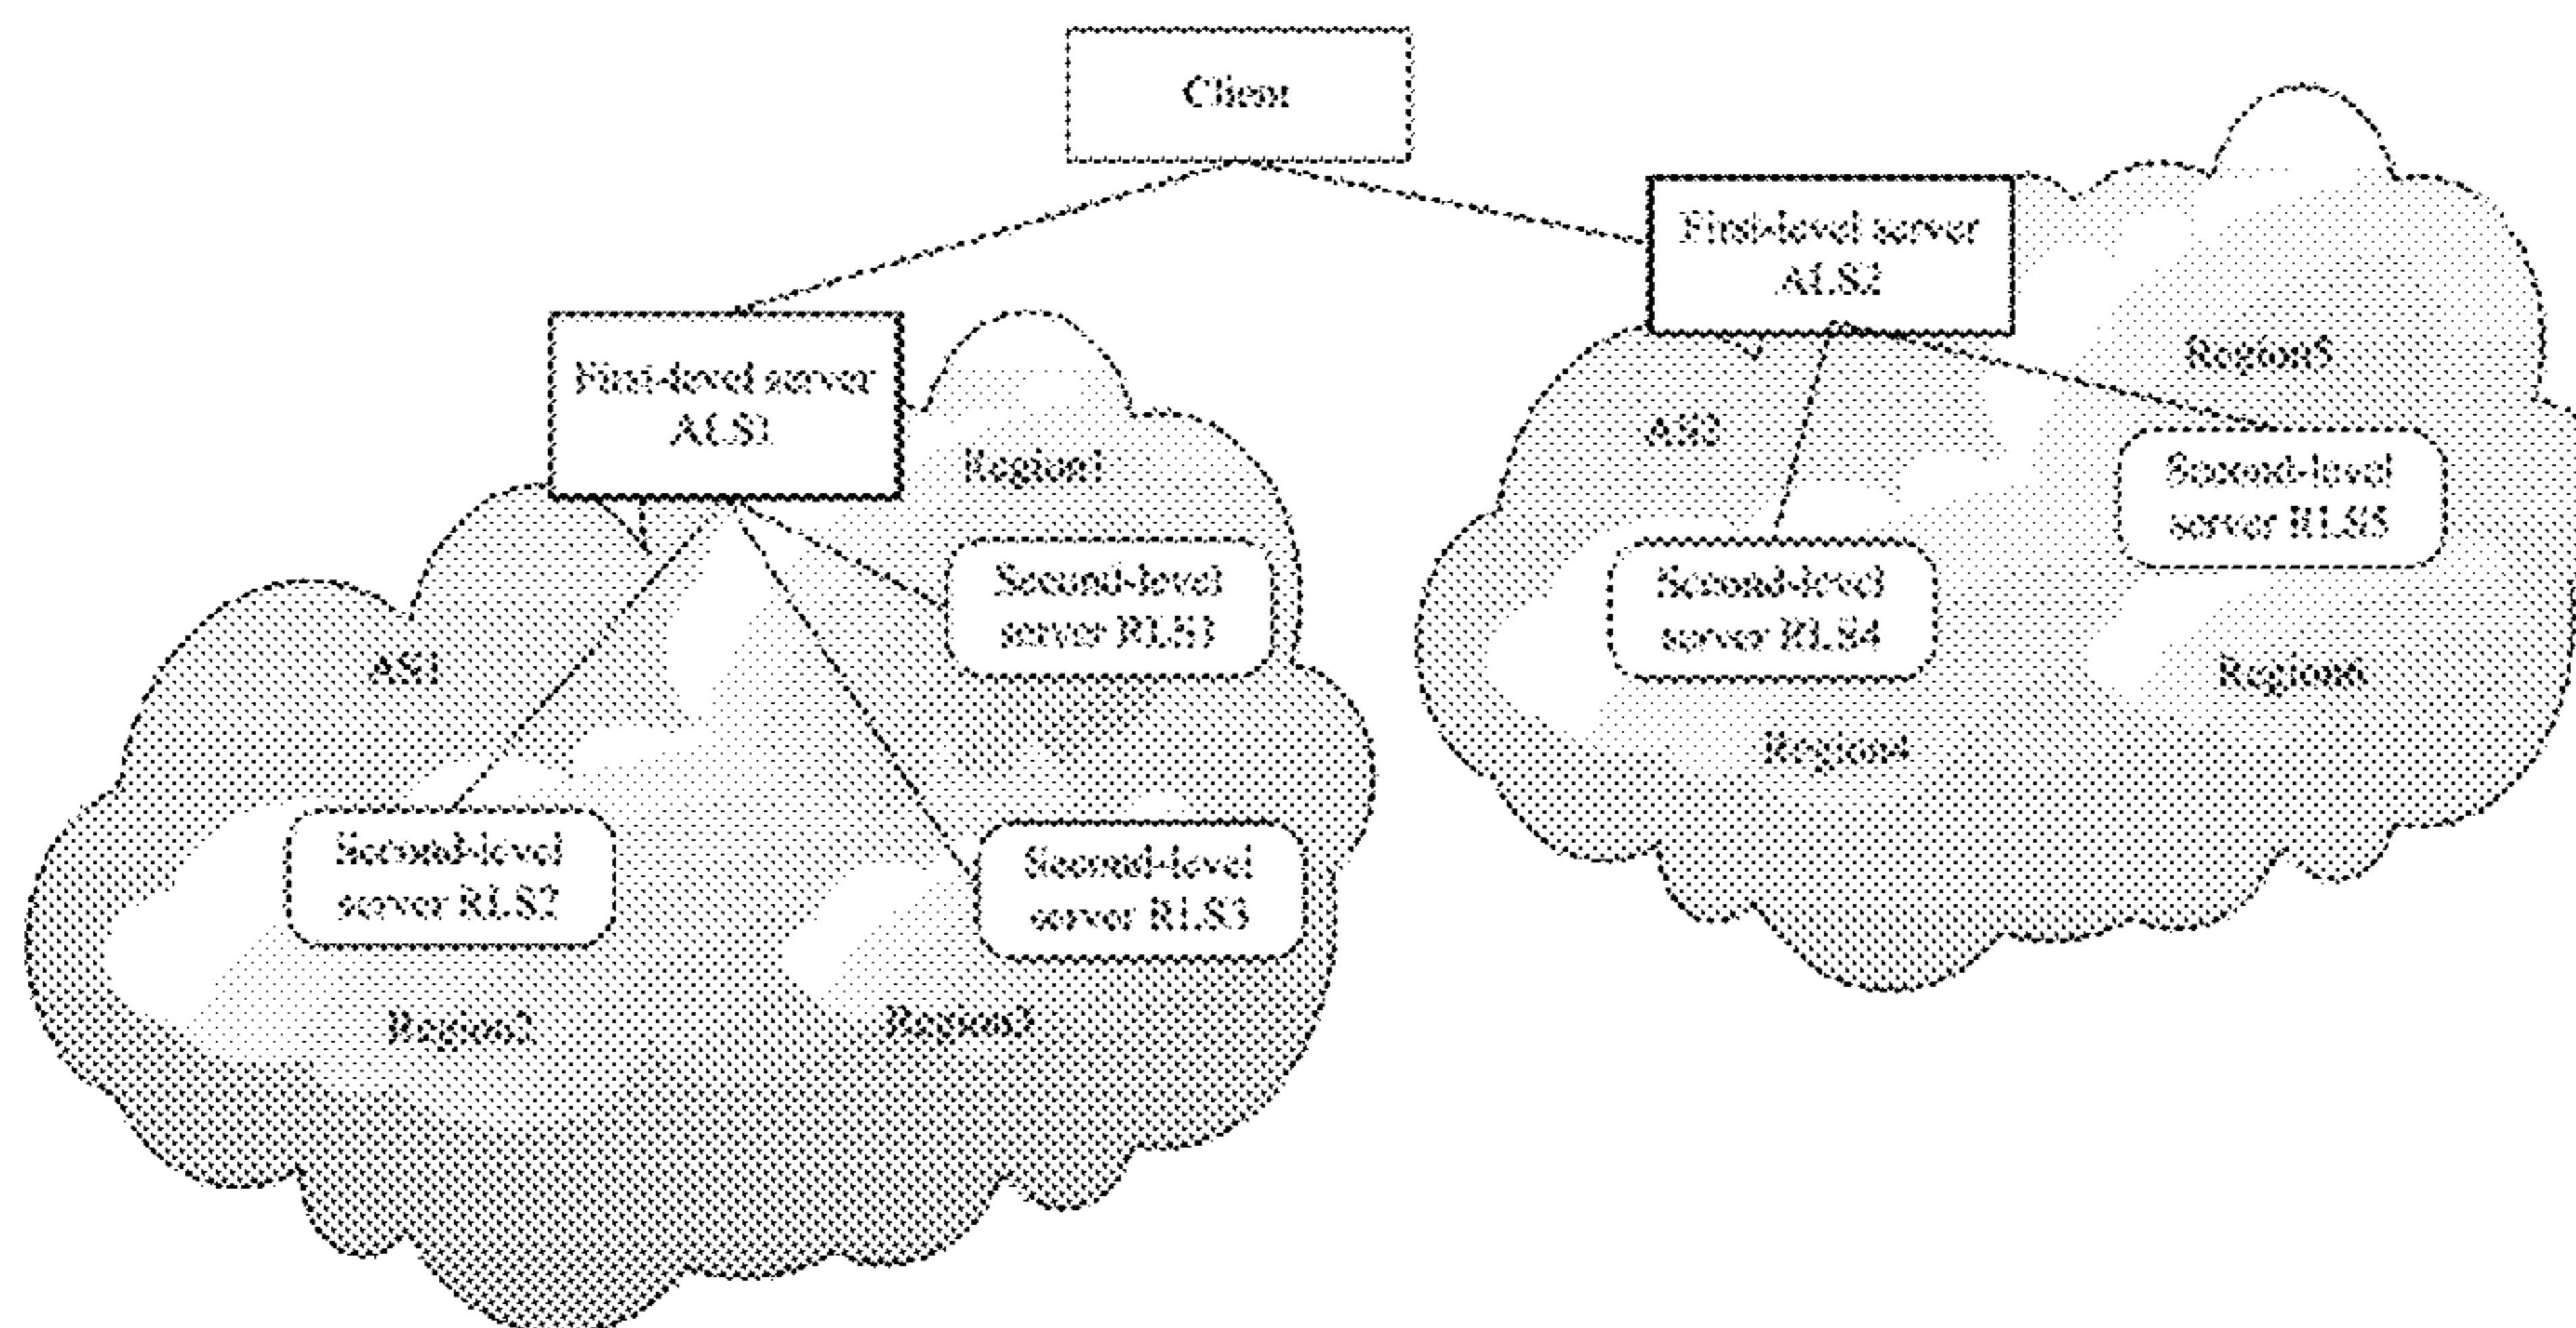 Client
First-level server
ALS2
First-level server
ALS1
Region5
AS2
Region1
Second-level
server RLS5
Second-level
server RLS1
Second-level
server RLS4
AS1
Region6
Region4
Second-level
server RLS2
Second-level
server RLS3
Region2
Region3